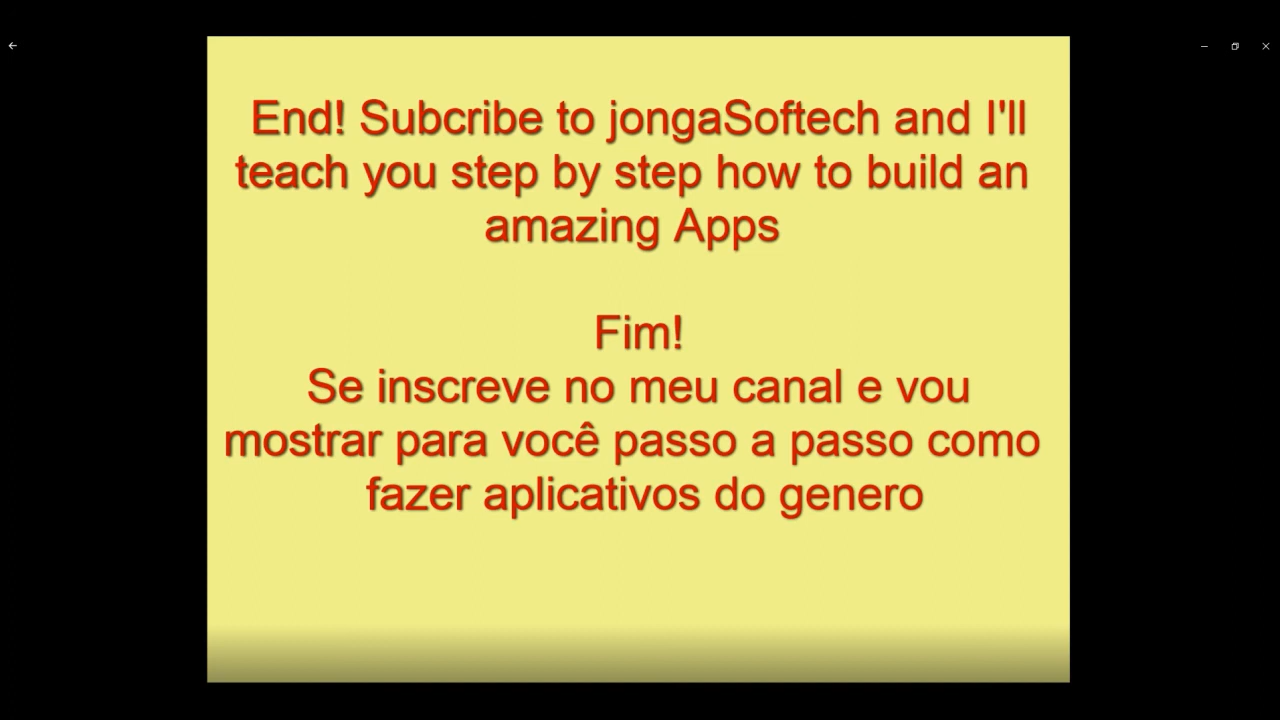 End! Subcribe to jongaSoftech and I'll
teach you step by step how to build an
amazing Apps
Fim!
Se inscreve no meu canal e vou
mostrar para você passo a passo como
fazer aplicativos do genero